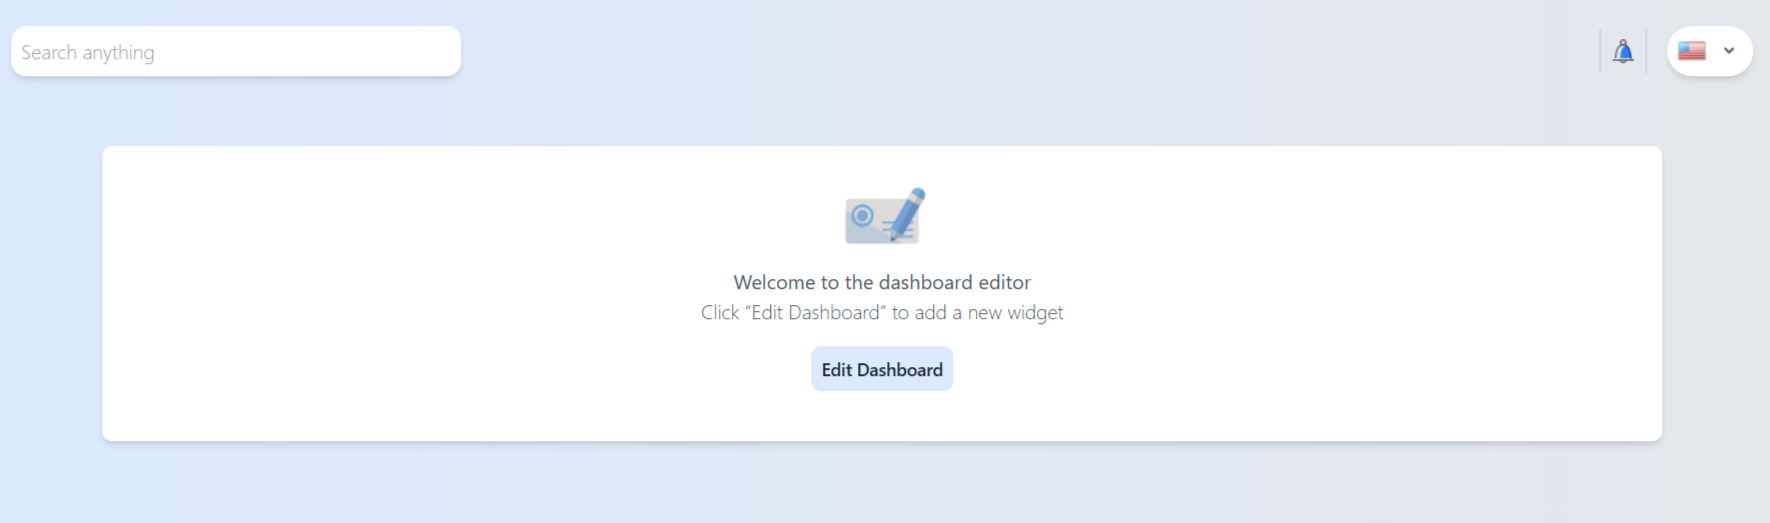 Search anything
Welcome to the dashboard editor
Click “Edit Dashboard” to add a new widget
Edit Dashboard